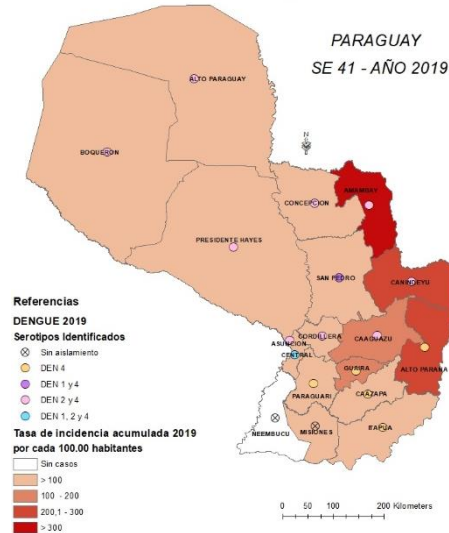 PARAGUAY
SE 41 - AÑO 2019
ALTO PARAGUAY
BOQUERÓN
N
AMAMBAY
CONCEPCION
PRESIDENTE HAYES
SAN PEDRO
CANINDEYU
Referencias
DENGUE 2019
Serotipos Identificados
Sin aislamiento
DEN 4
DEN 1 y 4
DEN 2 y 4
DEN 1, 2 y 4
Tasa de incidencia acumulada 2019
por cada 100.00 habitantes
Sin casos
> 100
100 - 200
200,1 - 300
> 300
ASUNCION
CORDILLERA
CAAGUAZU
CENTRAL
GUAIRA
ALTO PARANA
PARAGUARI
CAAZAPA
ÑEEMBUCU
MISIONES
ITAPUA
0 50 100 200 Kilometers